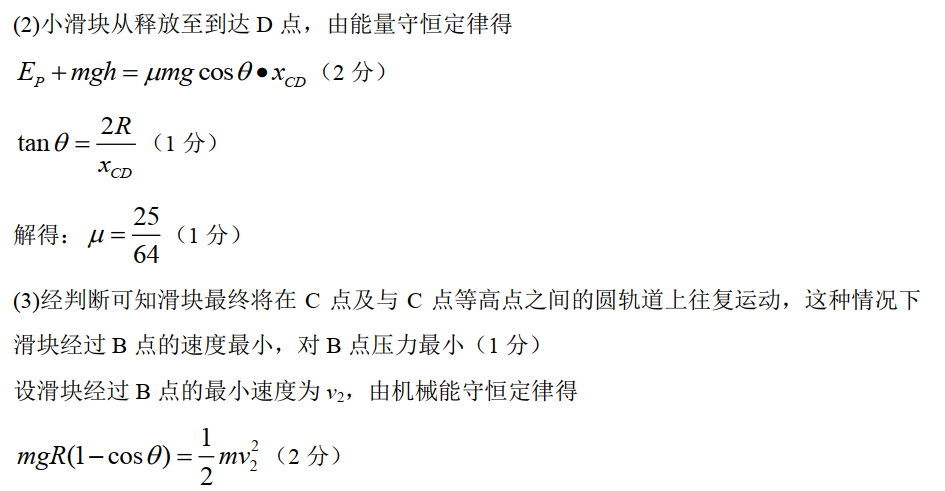 (2)小滑块从释放至到达 D 点，由能量守恒定律得
$E_P + mgh = \mu mg\cos\theta \bullet x_{CD}$（2 分）
$\tan\theta = \frac{2R}{x_{CD}}$（1 分）
解得：$\mu = \frac{25}{64}$（1 分）
(3)经判断可知滑块最终将在 C 点及与 C 点等高点之间的圆轨道上往复运动，这种情况下
滑块经过 B 点的速度最小，对 B 点压力最小（1 分）
设滑块经过 B 点的最小速度为 $v_2$，由机械能守恒定律得
$mgR(1-\cos\theta) = \frac{1}{2}mv_2^2$（2 分）